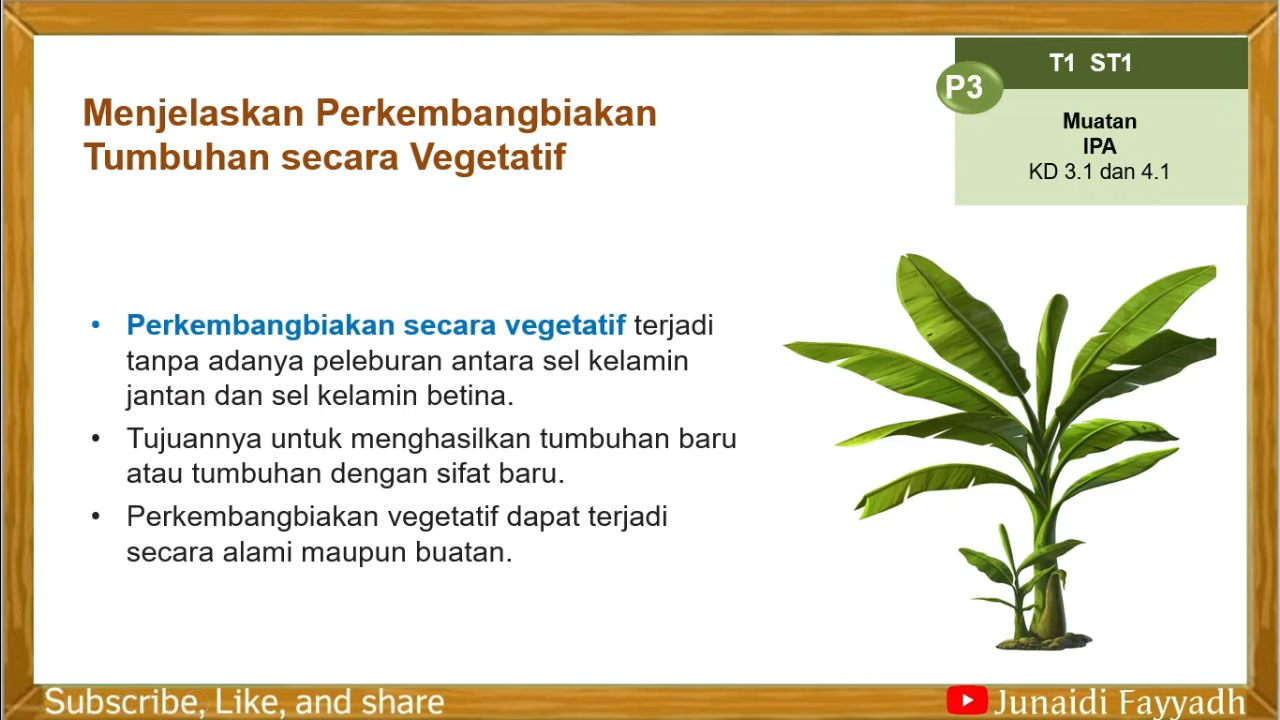 T1 ST1
P3
Muatan
IPA
KD 3.1 dan 4.1
Menjelaskan Perkembangbiakan
Tumbuhan secara Vegetatif
• Perkembangbiakan secara vegetatif terjadi
tanpa adanya peleburan antara sel kelamin
jantan dan sel kelamin betina.
• Tujuannya untuk menghasilkan tumbuhan baru
atau tumbuhan dengan sifat baru.
• Perkembangbiakan vegetatif dapat terjadi
secara alami maupun buatan.
Subscribe, Like, and share
Junaidi Fayyadh